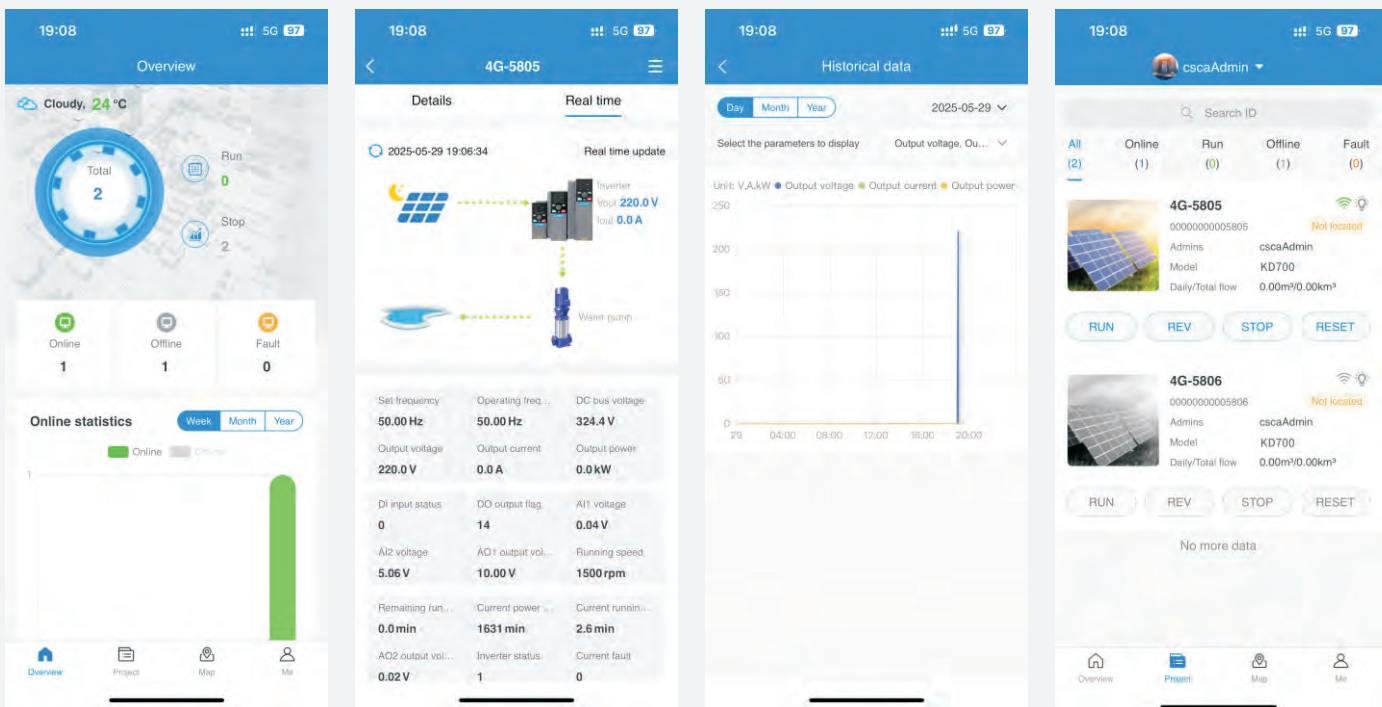 19:08
5G 97
Overview
Cloudy, 24 °C
Total
2
Run
0
Stop
2
Online
1
Offline
1
Fault
0
Online statistics
Week Month Year
Online
1
Overview Project Map Me
19:08
5G 97
4G-5805
Details Real time
2025-05-29 19:06:34 Real time update
Inverter
Vout 220.0 V
Iout 0.0 A
Water pump
Set frequency Operating freq... DC bus voltage
50.00 Hz 50.00 Hz 324.4 V
Output voltage Output current Output power
220.0 V 0.0 A 0.0 kW
DI input status DO output flag AI1 voltage
0 14 0.04 V
AI2 voltage AO1 output vol... Running speed
5.06 V 10.00 V 1500 rpm
Remaining run... Current power ... Current runnin...
0.0 min 1631 min 2.6 min
AO2 output vol... Inverter status Current fault
0.02 V 1 0
19:08
5G 97
Historical data
Day Month Year 2025-05-29
Select the parameters to display Output voltage, Ou...
Unit: V,A,kW Output voltage Output current Output power
250
200
150
100
50
0
29 04:00 08:00 12:00 16:00 20:00
19:08
5G 97
cscaAdmin
Search ID
All Online Run Offline Fault
(2) (1) (0) (1) (0)
4G-5805
00000000005805 Not located
Admins cscaAdmin
Model KD700
Daily/Total flow 0.00m³/0.00km³
RUN REV STOP RESET
4G-5806
00000000005806 Not located
Admins cscaAdmin
Model KD700
Daily/Total flow 0.00m³/0.00km³
RUN REV STOP RESET
No more data
Overview Project Map Me